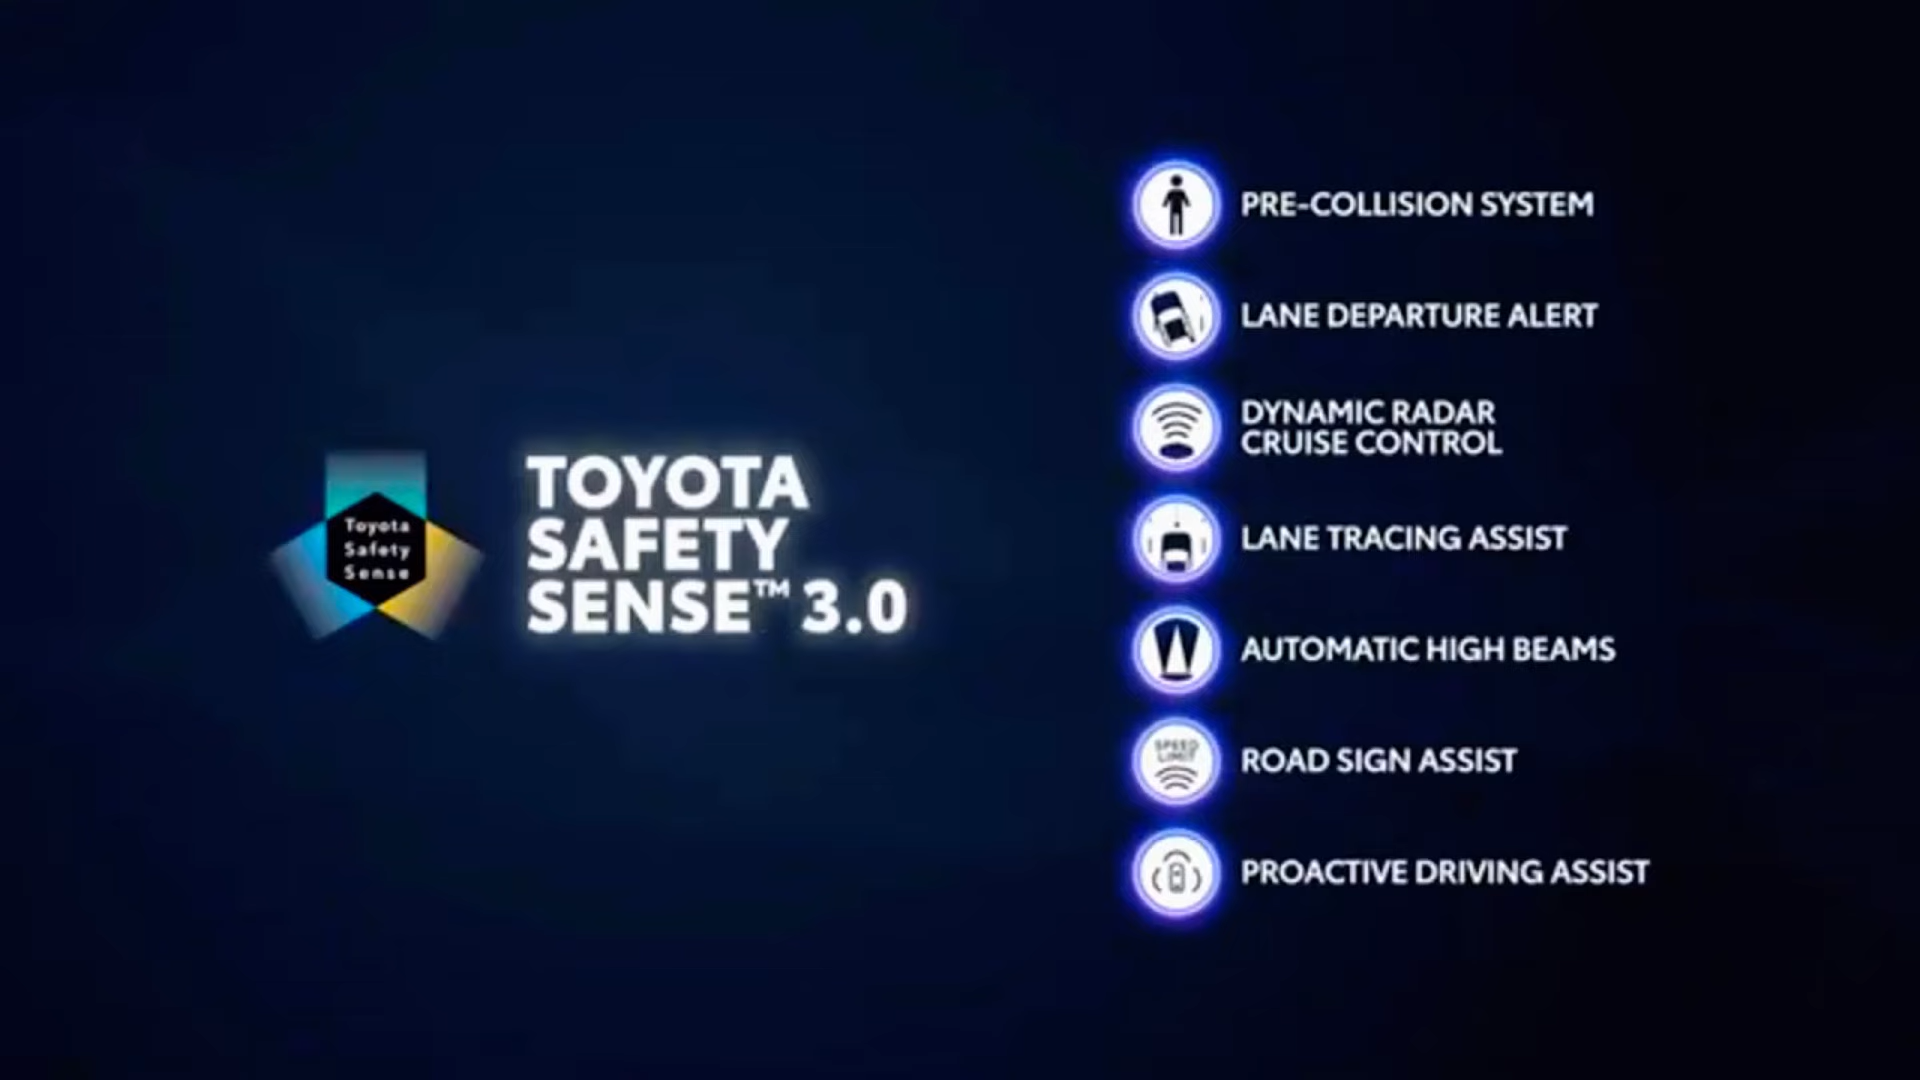 Toyota
Safety
Sense
TOYOTA
SAFETY
SENSE™ 3.0
PRE-COLLISION SYSTEM
LANE DEPARTURE ALERT
DYNAMIC RADAR
CRUISE CONTROL
LANE TRACING ASSIST
AUTOMATIC HIGH BEAMS
SPEED
LIMIT
ROAD SIGN ASSIST
PROACTIVE DRIVING ASSIST